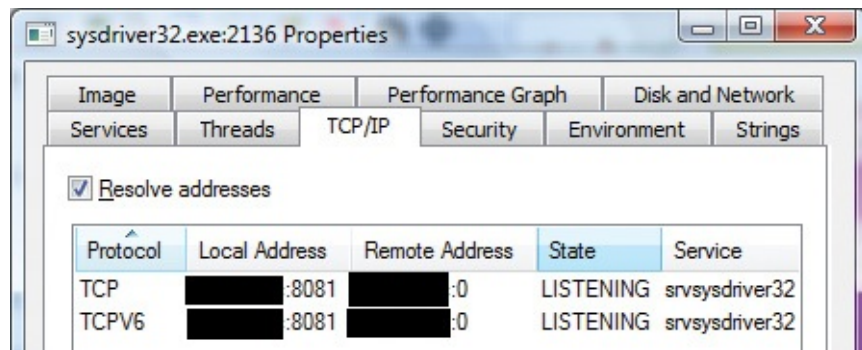 sysdriver32.exe:2136 Properties
Image Performance Performance Graph Disk and Network
Services Threads TCP/IP Security Environment Strings
Resolve addresses
Protocol Local Address Remote Address State Service
TCP :8081 :0 LISTENING srvsysdriver32
TCPV6 :8081 :0 LISTENING srvsysdriver32